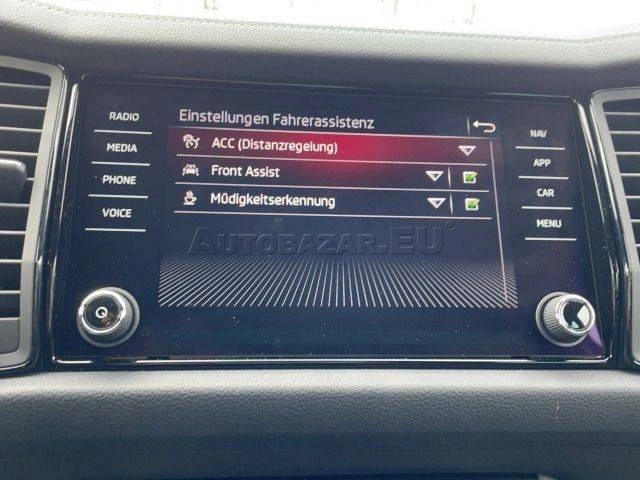 RADIO
MEDIA
PHONE
VOICE
Einstellungen Fahrerassistenz
ACC (Distanzregelung)
Front Assist
Müdigkeitserkennung
AUTOBAZAR.EU®
NAV
APP
CAR
MENU